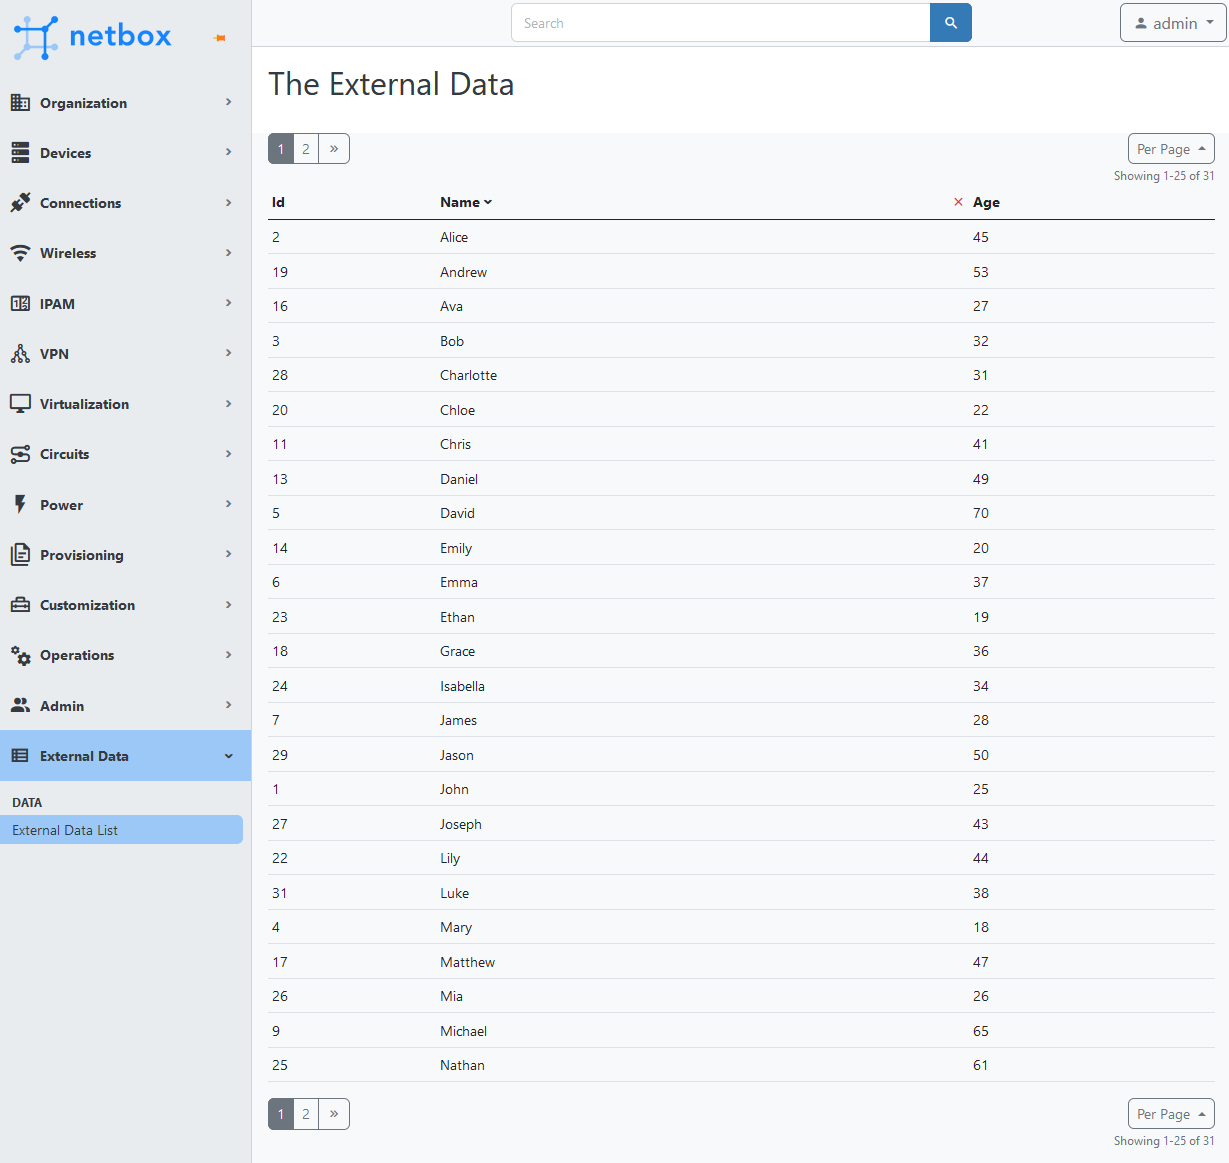 netbox
Search
admin
Organization
Devices
Connections
Wireless
IPAM
VPN
Virtualization
Circuits
Power
Provisioning
Customization
Operations
Admin
External Data
DATA
External Data List
The External Data
1 2 »
Per Page
Showing 1-25 of 31
Id Name Age
2 Alice 45
19 Andrew 53
16 Ava 27
3 Bob 32
28 Charlotte 31
20 Chloe 22
11 Chris 41
13 Daniel 49
5 David 70
14 Emily 20
6 Emma 37
23 Ethan 19
18 Grace 36
24 Isabella 34
7 James 28
29 Jason 50
1 John 25
27 Joseph 43
22 Lily 44
31 Luke 38
4 Mary 18
17 Matthew 47
26 Mia 26
9 Michael 65
25 Nathan 61
1 2 »
Per Page
Showing 1-25 of 31